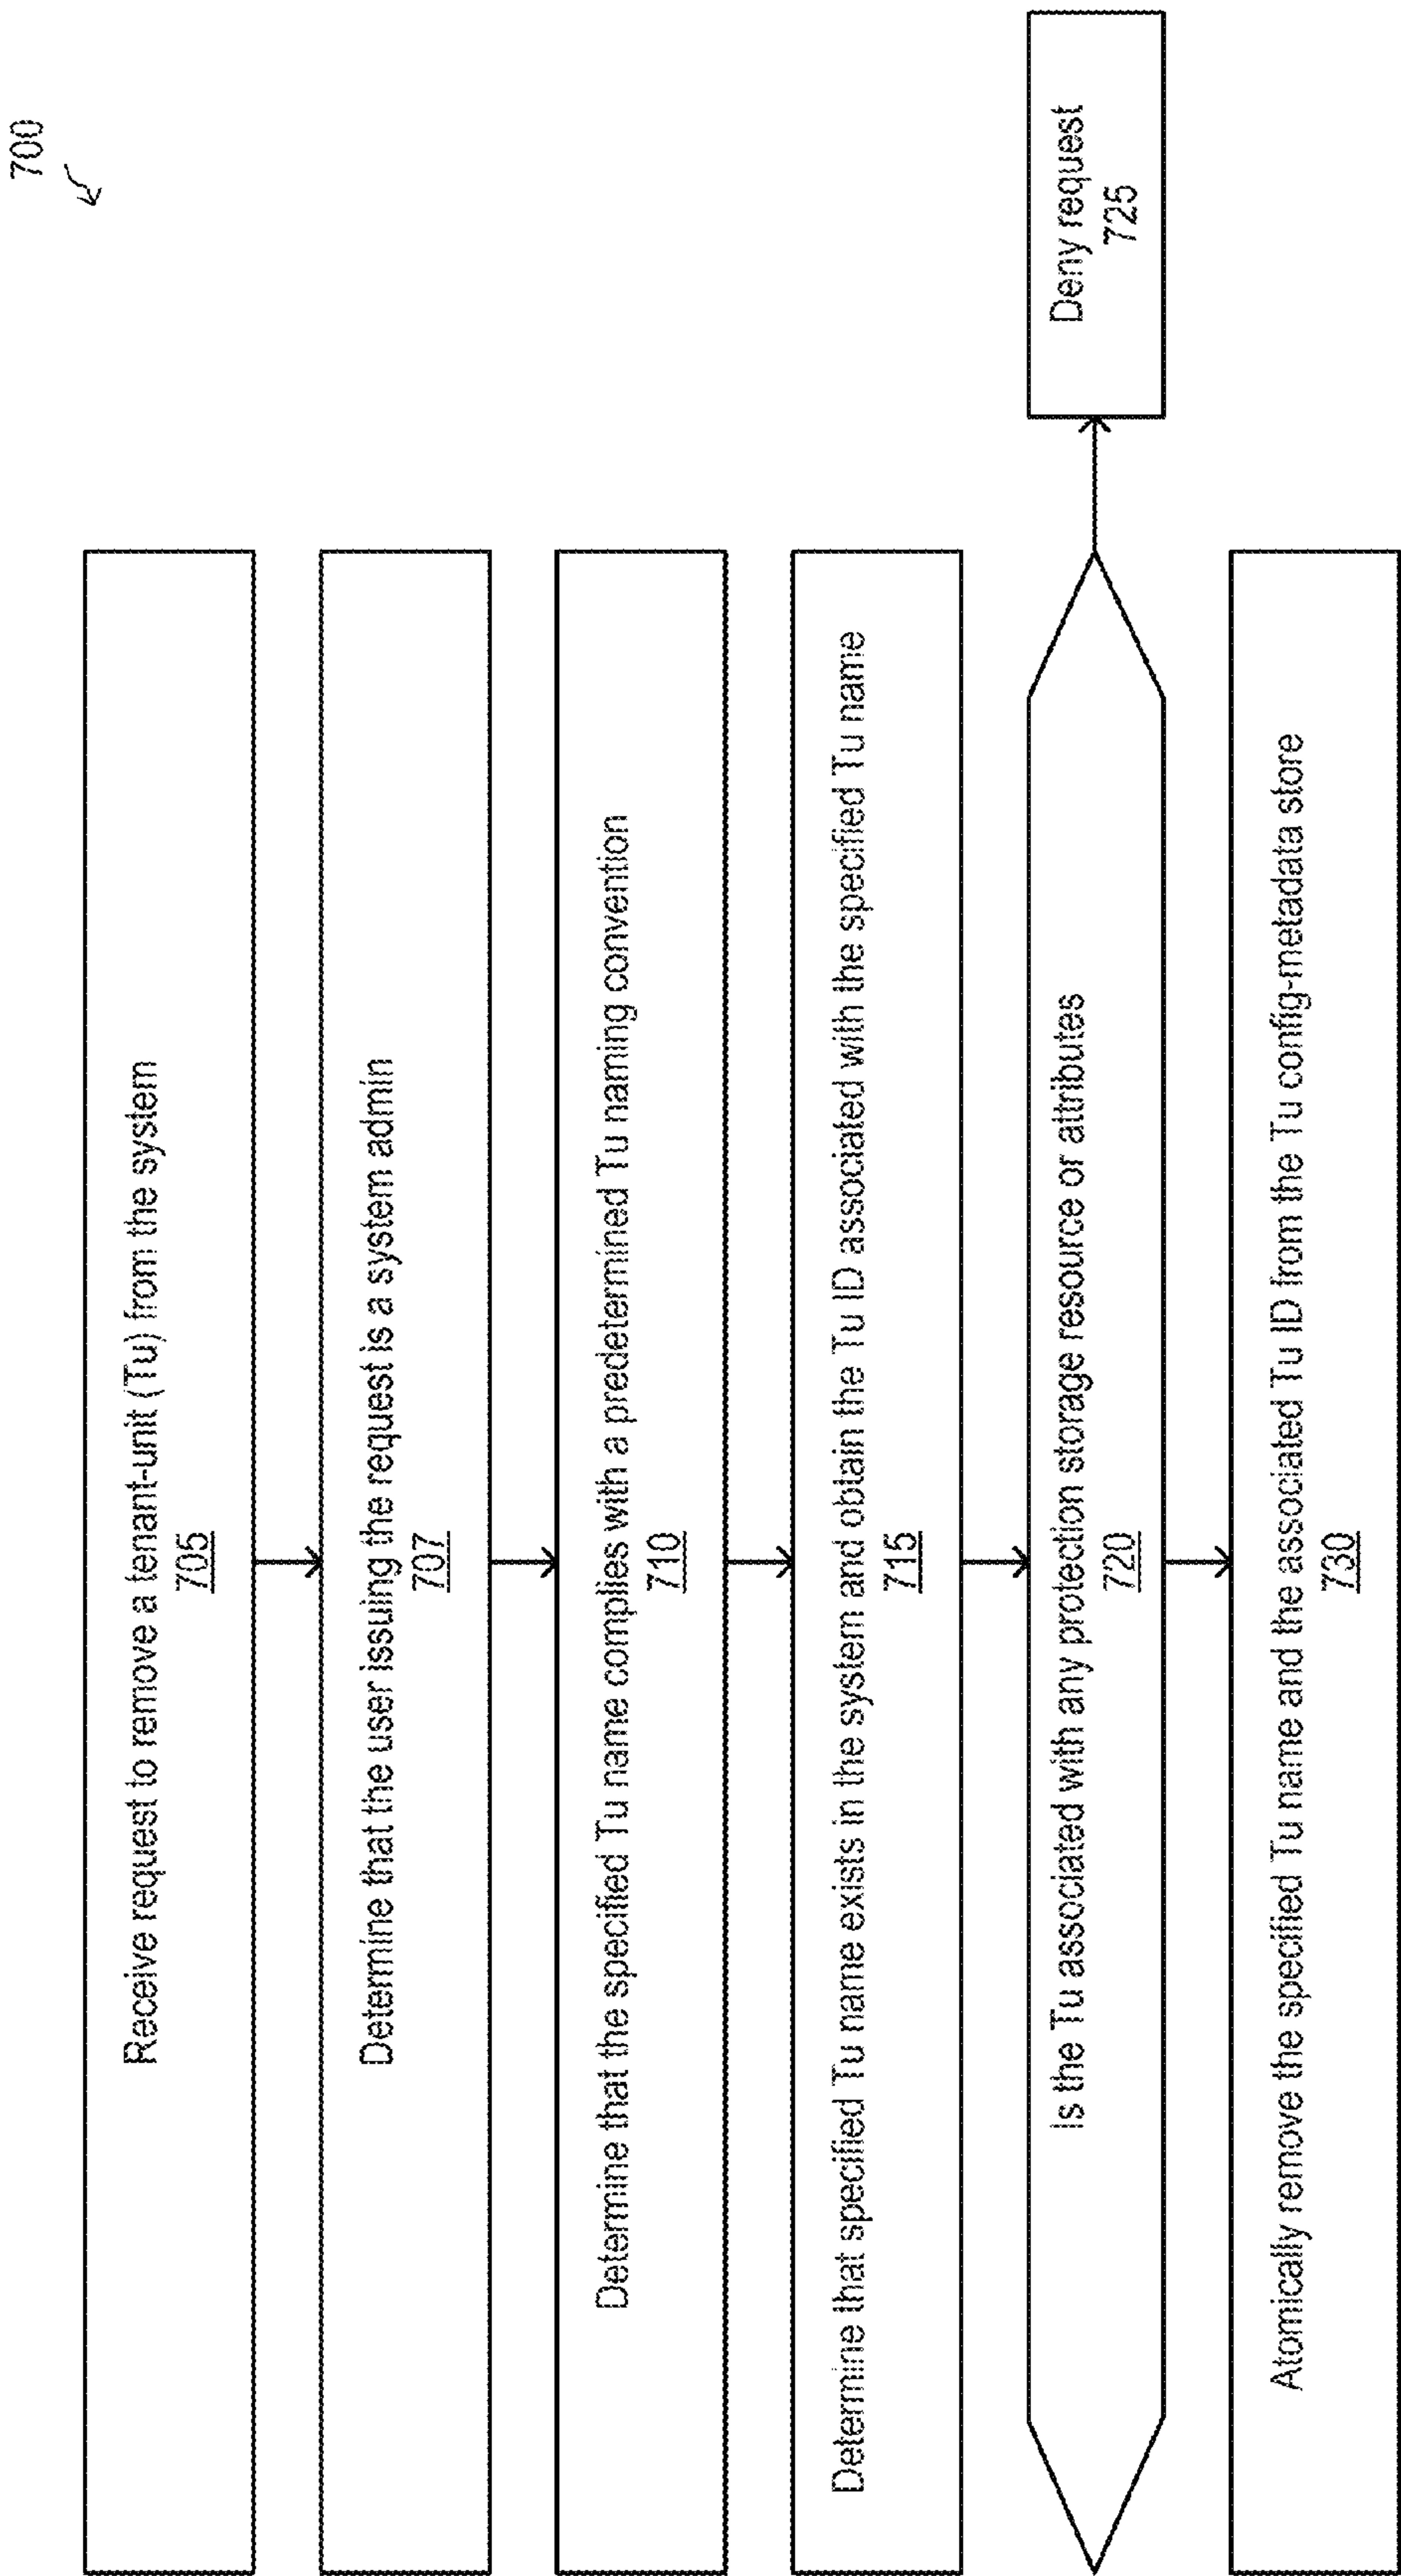 700
Receive request to remove a tenant-unit (Tu) from the system
705
Determine that the user issuing the request is a system admin
707
Determine that the specified Tu name complies with a predetermined Tu naming convention
710
Determine that specified Tu name exists in the system and obtain the Tu ID associated with the specified Tu name
715
Is the Tu associated with any protection storage resource or attributes
720
Deny request
725
Atomically remove the specified Tu name and the associated Tu ID from the Tu config-metadata store
730